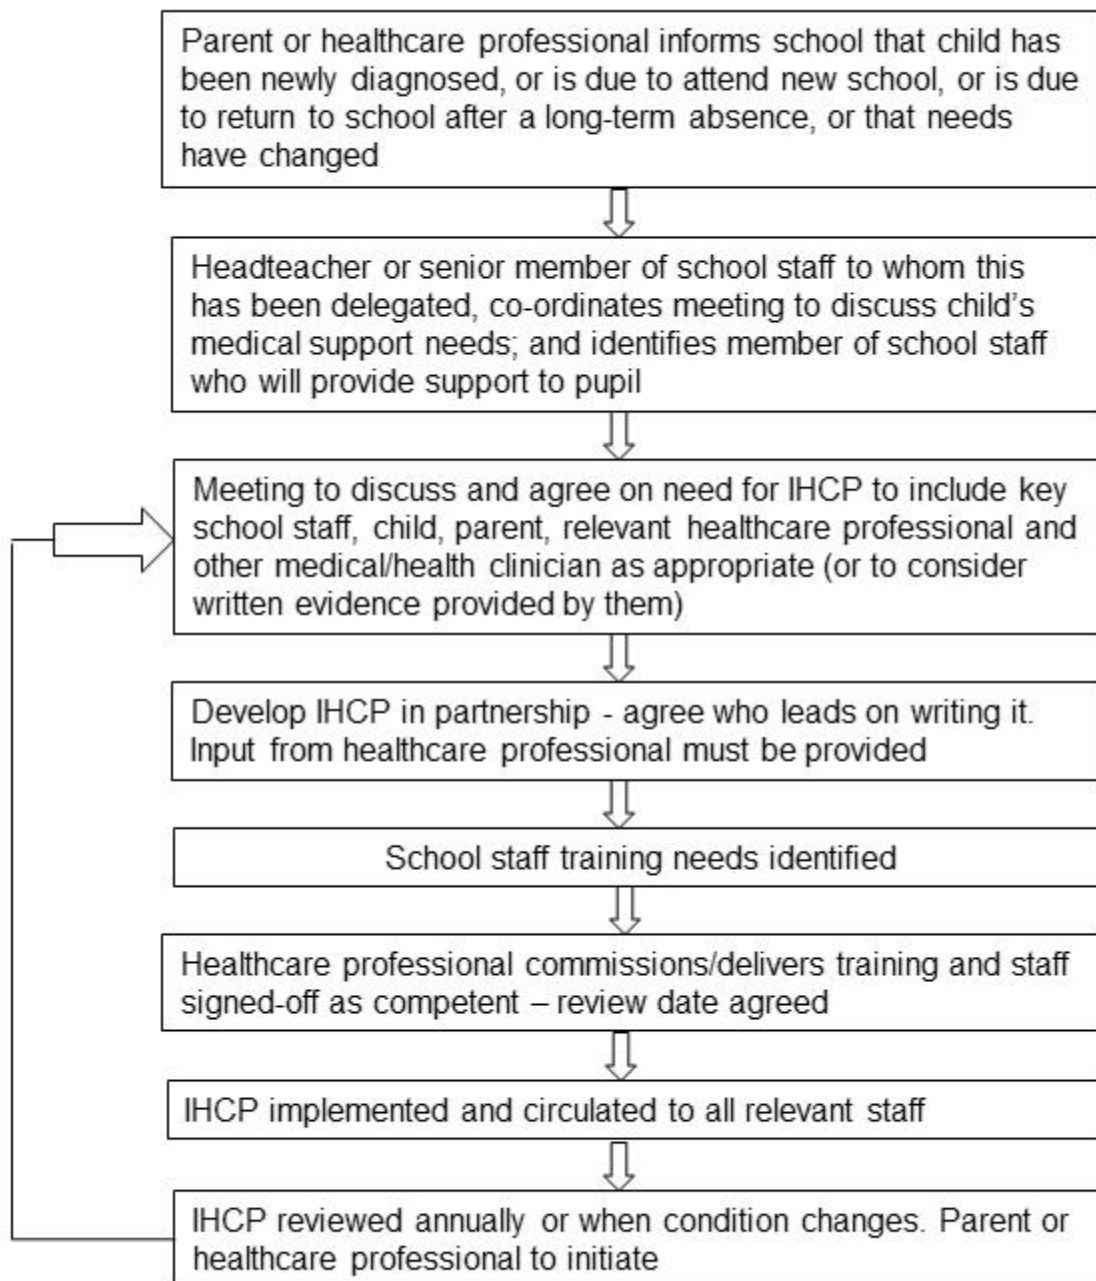 Parent or healthcare professional informs school that child has
been newly diagnosed, or is due to attend new school, or is due
to return to school after a long-term absence, or that needs
have changed
Headteacher or senior member of school staff to whom this
has been delegated, co-ordinates meeting to discuss child's
medical support needs; and identifies member of school staff
who will provide support to pupil
Meeting to discuss and agree on need for IHCP to include key
school staff, child, parent, relevant healthcare professional and
other medical/health clinician as appropriate (or to consider
written evidence provided by them)
Develop IHCP in partnership - agree who leads on writing it.
Input from healthcare professional must be provided
School staff training needs identified
Healthcare professional commissions/delivers training and staff
signed-off as competent – review date agreed
IHCP implemented and circulated to all relevant staff
IHCP reviewed annually or when condition changes. Parent or
healthcare professional to initiate